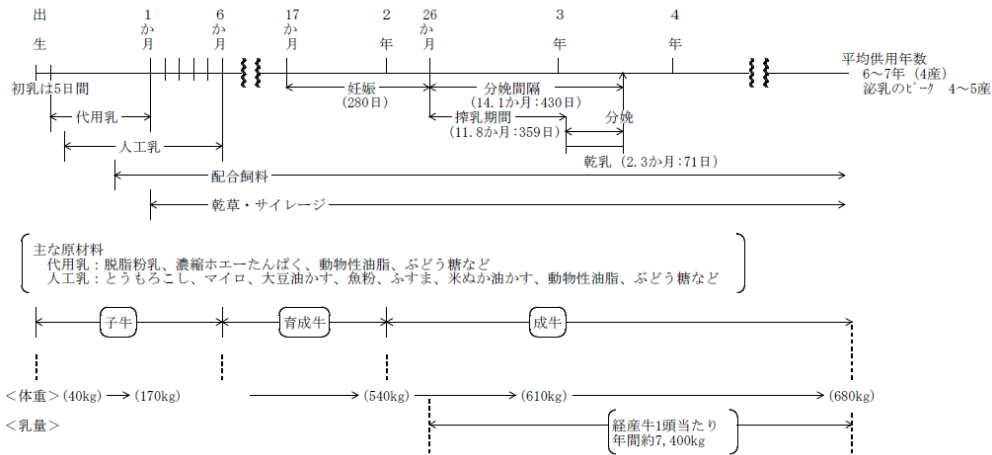 出生 1か月 6か月 17か月 2年 26か月 3年 4年
平均供用年数
6～7年（4産）
泌乳のﾋﾟｰｸ 4～5産
初乳は5日間
妊娠 分娩間隔
(280日) (14.1か月:430日)
代用乳 搾乳期間 分娩
(11.8か月:359日)
人工乳
乾乳（2.3か月:71日）
配合飼料
乾草・サイレージ
主な原材料
代用乳：脱脂粉乳、濃縮ホエーたんぱく、動物性油脂、ぶどう糖など
人工乳：とうもろこし、マイロ、大豆油かす、魚粉、ふすま、米ぬか油かす、動物性油脂、ぶどう糖など
子牛 育成牛 成牛
＜体重＞(40kg) (170kg) (540kg) (610kg) (680kg)
＜乳量＞
経産牛1頭当たり
年間約7,400kg